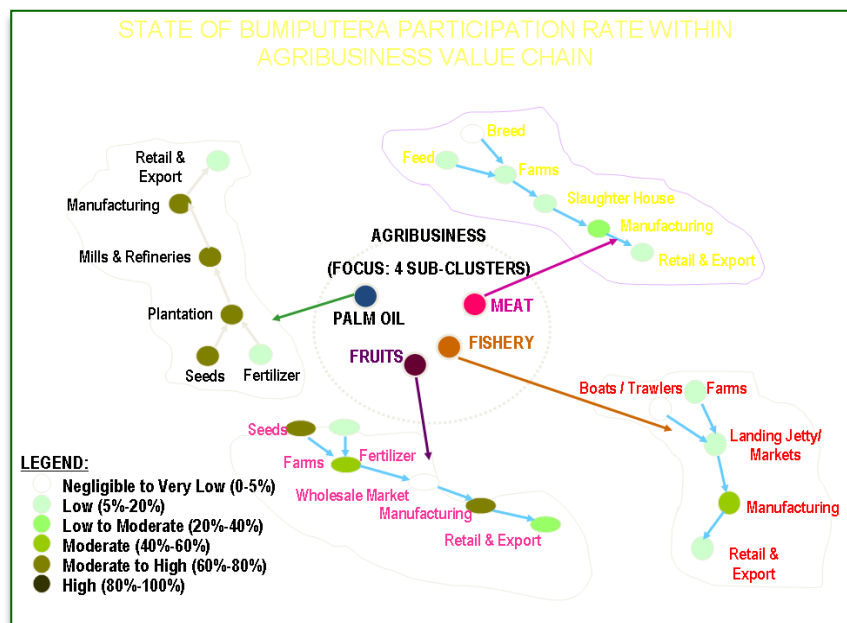 STATE OF BUMIPUTERA PARTICIPATION RATE WITHIN
AGRIBUSINESS VALUE CHAIN
Retail &
Export
Manufacturing
Mills & Refineries
Plantation
Seeds
Fertilizer
Breed
Feed
Farms
Slaughter House
Manufacturing
Retail & Export
AGRIBUSINESS
(FOCUS: 4 SUB-CLUSTERS)
PALM OIL
MEAT
FISHERY
FRUITS
Boats / Trawlers
Farms
Landing Jetty/
Markets
Manufacturing
Retail &
Export
Seeds
Fertilizer
Farms
Wholesale Market
Manufacturing
Retail & Export
LEGEND:
Negligible to Very Low (0-5%)
Low (5%-20%)
Low to Moderate (20%-40%)
Moderate (40%-60%)
Moderate to High (60%-80%)
High (80%-100%)